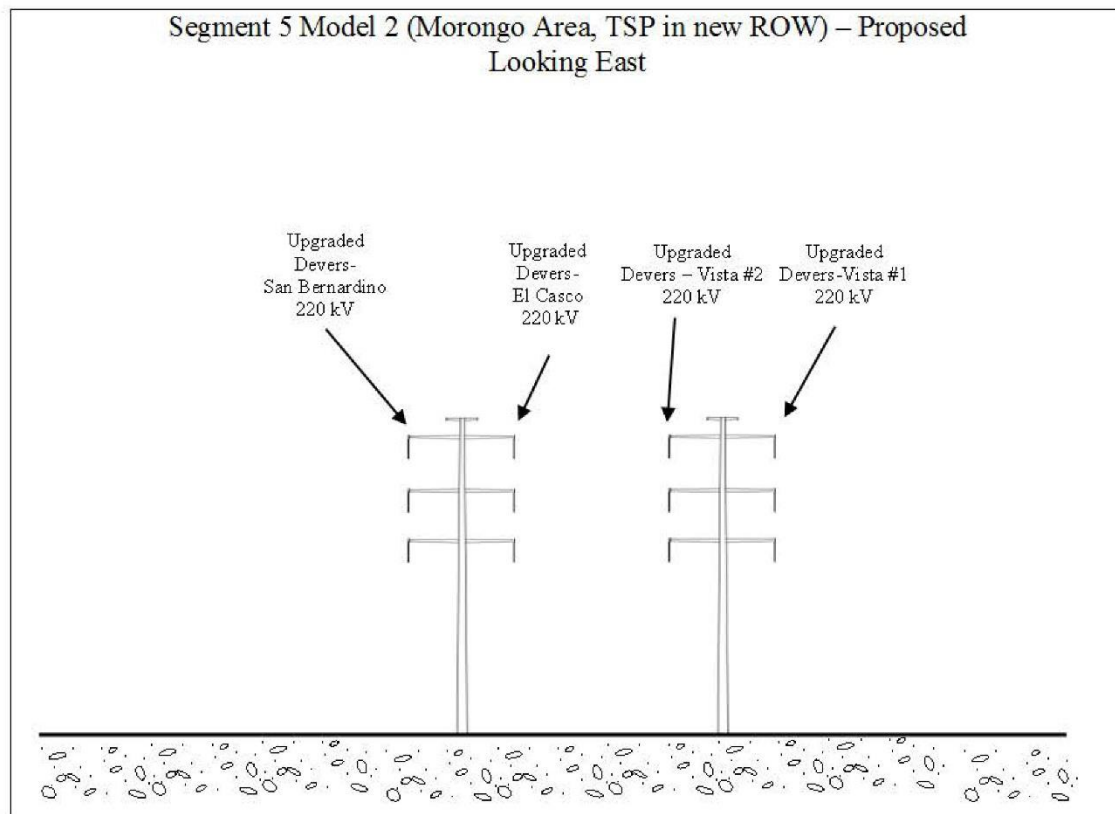 Segment 5 Model 2 (Morongo Area, TSP in new ROW) – Proposed
Looking East
Upgraded
Devers-
San Bernardino
220 kV
Upgraded
Devers-
El Casco
220 kV
Upgraded
Devers – Vista #2
220 kV
Upgraded
Devers-Vista #1
220 kV